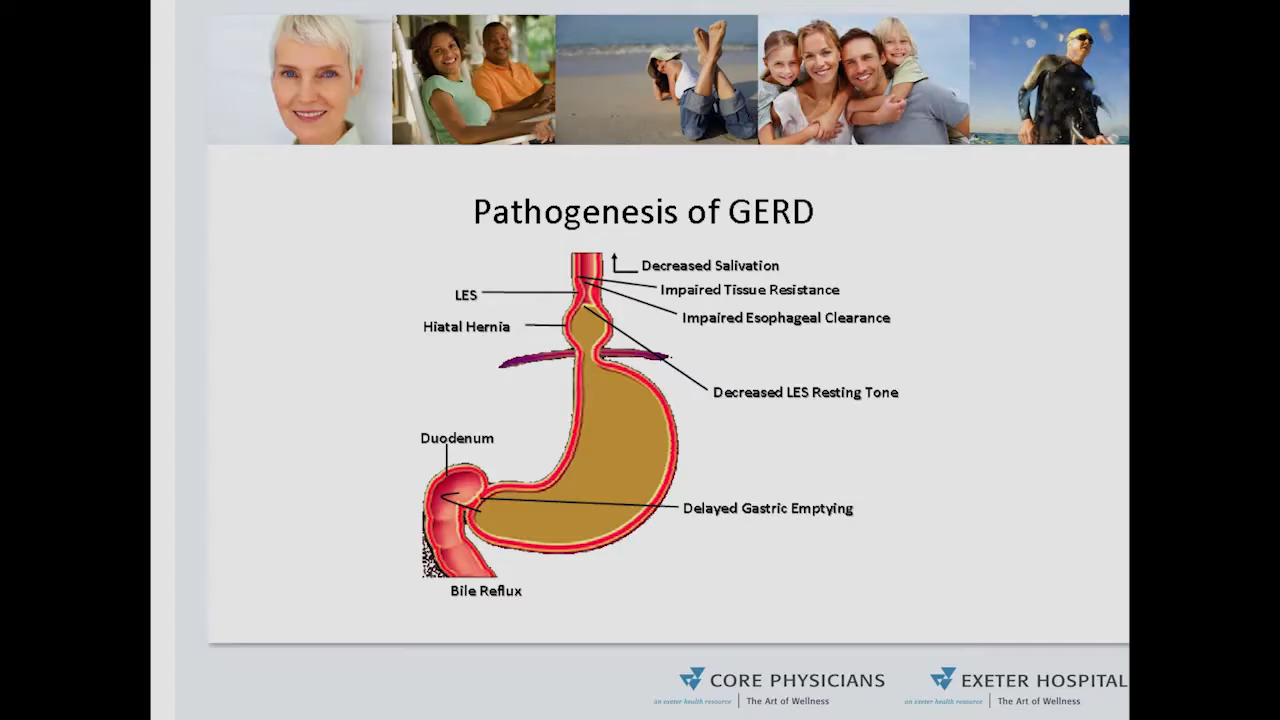 Pathogenesis of GERD
Decreased Salivation
Impaired Tissue Resistance
LES
Impaired Esophageal Clearance
Hiatal Hernia
Decreased LES Resting Tone
Duodenum
Delayed Gastric Emptying
Bile Reflux
CORE PHYSICIANS
an exeter health resource | The Art of Wellness
EXETER HOSPITAL
an exeter health resource | The Art of Wellness